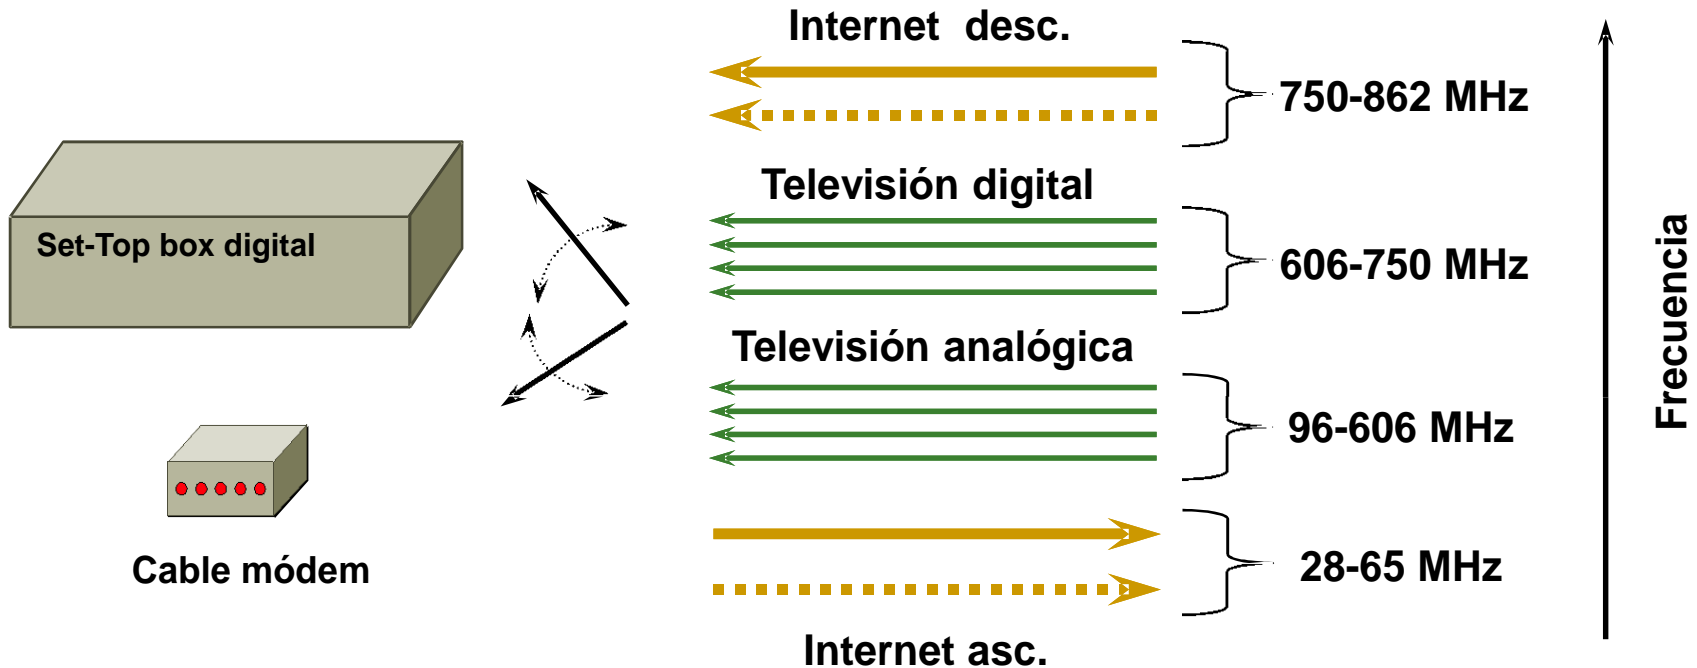 Internet desc.
750-862 MHz
Televisión digital
Set-Top box digital
606-750 MHz
Frecuencia
Televisión analógica
96-606 MHz
Cable módem
28-65 MHz
Internet asc.